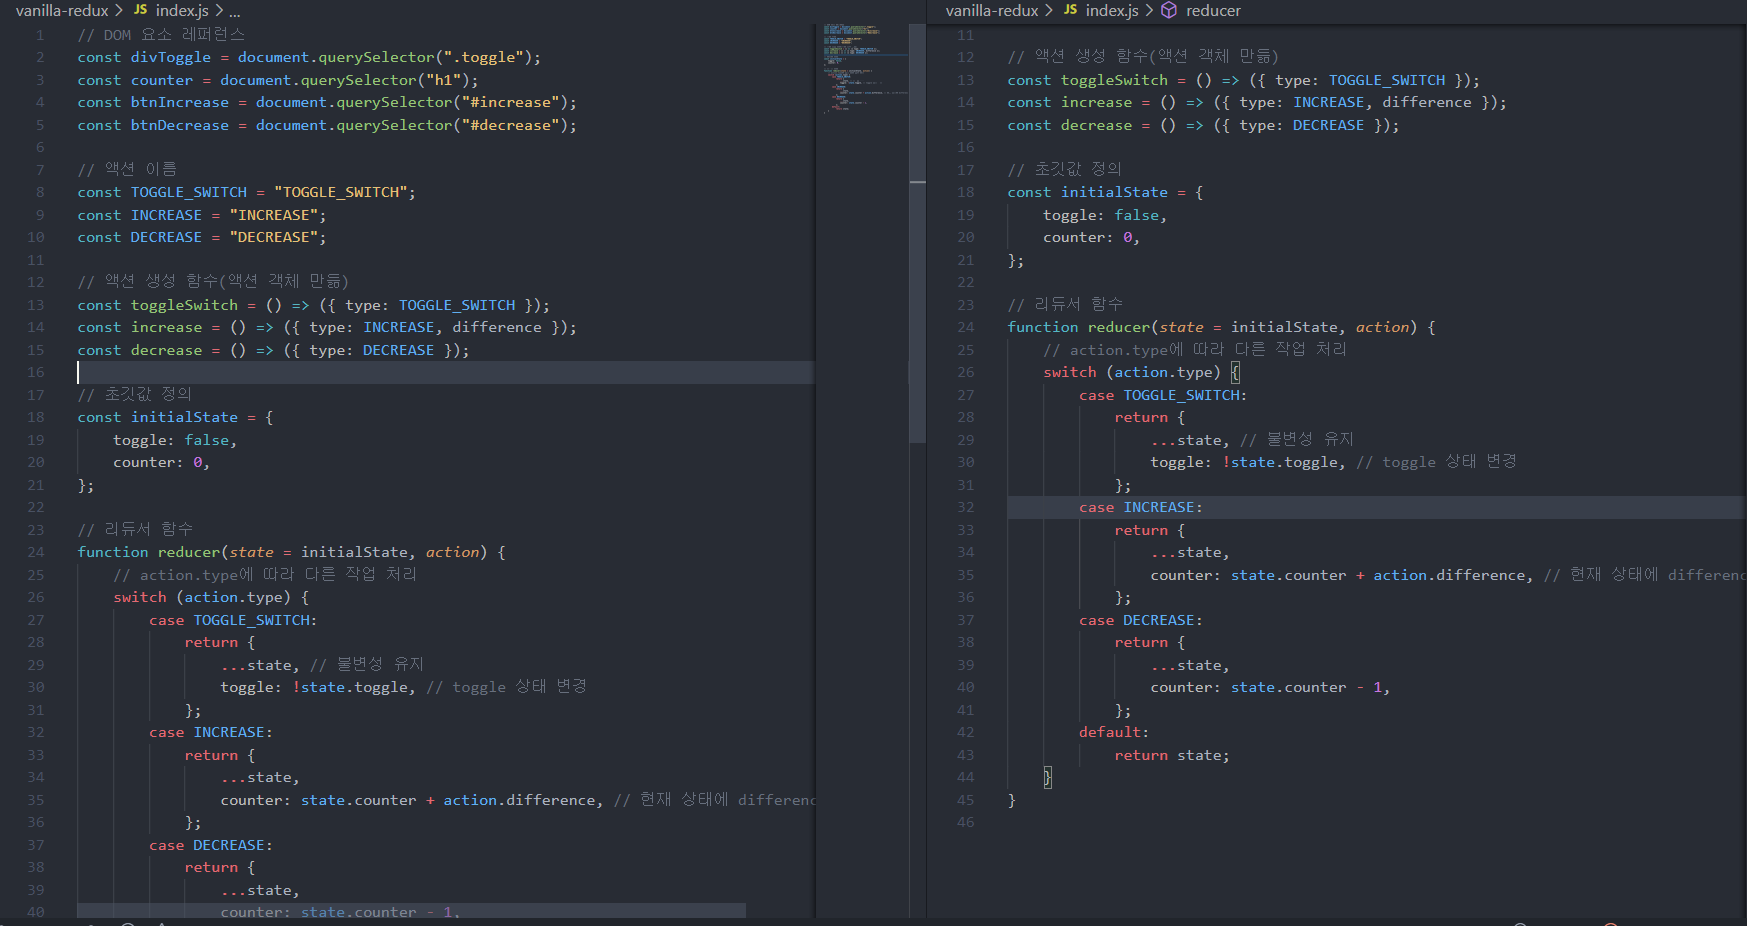 vanilla-redux > JS index.js > ...
1 // DOM 요소 레퍼런스
2 const divToggle = document.querySelector(".toggle");
3 const counter = document.querySelector("h1");
4 const btnIncrease = document.querySelector("#increase");
5 const btnDecrease = document.querySelector("#decrease");
6
7 // 액션 이름
8 const TOGGLE_SWITCH = "TOGGLE_SWITCH";
9 const INCREASE = "INCREASE";
10 const DECREASE = "DECREASE";
11
12 // 액션 생성 함수(액션 객체 만듦)
13 const toggleSwitch = () => ({ type: TOGGLE_SWITCH });
14 const increase = () => ({ type: INCREASE, difference });
15 const decrease = () => ({ type: DECREASE });
16
17 // 초깃값 정의
18 const initialState = {
19 toggle: false,
20 counter: 0,
21 };
22
23 // 리듀서 함수
24 function reducer(state = initialState, action) {
25 // action.type에 따라 다른 작업 처리
26 switch (action.type) {
27 case TOGGLE_SWITCH:
28 return {
29 ...state, // 불변성 유지
30 toggle: !state.toggle, // toggle 상태 변경
31 };
32 case INCREASE:
33 return {
34 ...state,
35 counter: state.counter + action.difference, // 현재 상태에 differenc
36 };
37 case DECREASE:
38 return {
39 ...state,
40 counter: state.counter - 1,
vanilla-redux > JS index.js > reducer
11
12 // 액션 생성 함수(액션 객체 만듦)
13 const toggleSwitch = () => ({ type: TOGGLE_SWITCH });
14 const increase = () => ({ type: INCREASE, difference });
15 const decrease = () => ({ type: DECREASE });
16
17 // 초깃값 정의
18 const initialState = {
19 toggle: false,
20 counter: 0,
21 };
22
23 // 리듀서 함수
24 function reducer(state = initialState, action) {
25 // action.type에 따라 다른 작업 처리
26 switch (action.type) {
27 case TOGGLE_SWITCH:
28 return {
29 ...state, // 불변성 유지
30 toggle: !state.toggle, // toggle 상태 변경
31 };
32 case INCREASE:
33 return {
34 ...state,
35 counter: state.counter + action.difference, // 현재 상태에 differenc
36 };
37 case DECREASE:
38 return {
39 ...state,
40 counter: state.counter - 1,
41 };
42 default:
43 return state;
44 }
45 }
46